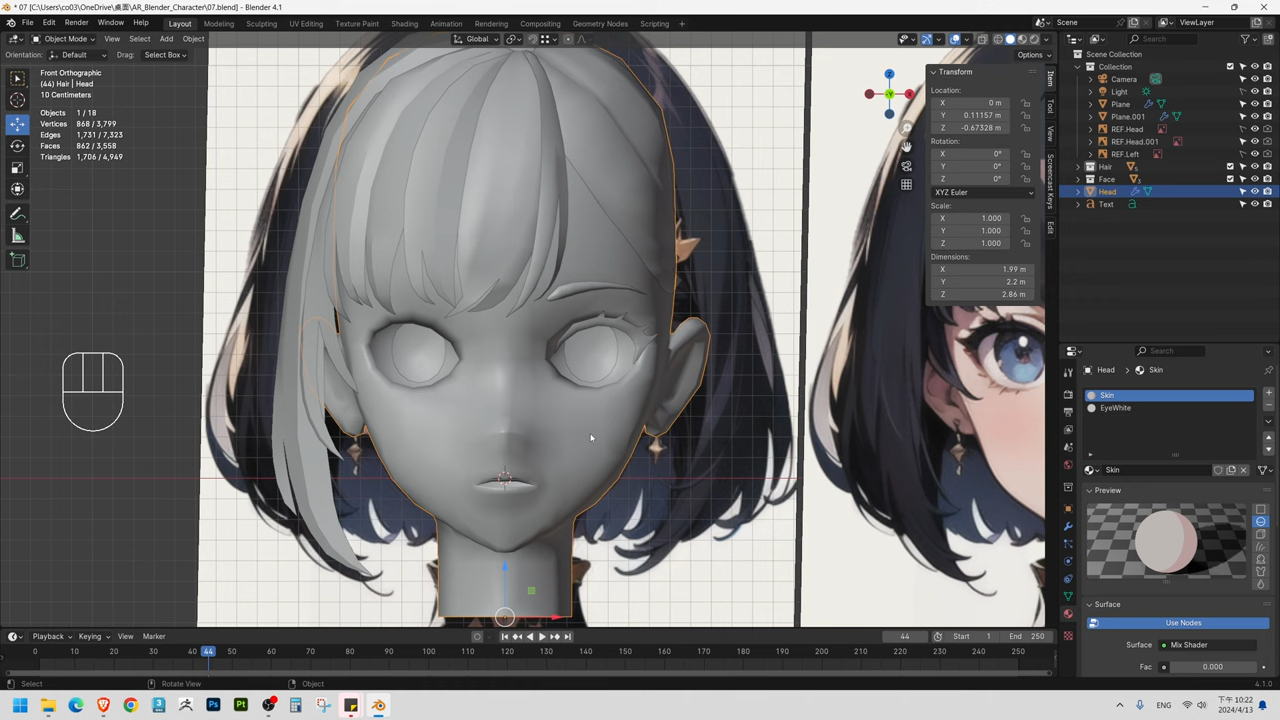 * 07 [C:\Users\co03\OneDrive\桌面\AR_Blender_Character\07.blend] - Blender 4.1
File Edit Render Window Help
Layout Modeling Sculpting UV Editing Texture Paint Shading Animation Rendering Compositing Geometry Nodes Scripting +
Scene ViewLayer
Object Mode View Select Add Object Global
Orientation: Default Drag: Select Box
Options
Front Orthographic
(44) Hair | Head
10 Centimeters
Objects 1 / 18
Vertices 868 / 3,799
Edges 1,731 / 7,323
Faces 862 / 3,558
Triangles 1,706 / 4,949
Z
Y
Transform
Location:
X 0 m
Y 0.11157 m
Z -0.67328 m
Rotation:
X 0°
Y 0°
Z 0°
XYZ Euler
Scale:
X 1.000
Y 1.000
Z 1.000
Dimensions:
X 1.99 m
Y 2.2 m
Z 2.86 m
Item
Tool
View
Screencast Keys
Edit
Search
Scene Collection
Collection
Camera
Light
Plane
Plane.001
REF.Head
REF.Head.001
REF.Left
Hair
Face
Head
Text
Search
Head Skin
Skin
EyeWhite
Skin
Preview
Surface
Use Nodes
Surface Mix Shader
Fac 0.000
Playback Keying View Marker
44 Start 1 End 250
0 10 20 30 40 44 50 60 70 80 90 100 110 120 130 140 150 160 170 180 190 200 210 220 230 240 250
Select Rotate View Object
4.1.0
ENG
下午 10:22
2024/4/13